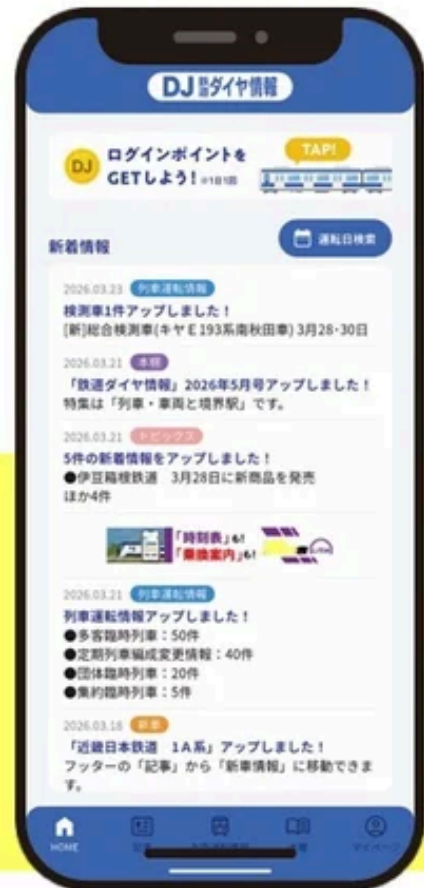 DJ 鉄道ダイヤ情報
DJ
ログインポイントを
GETしよう! ※1日1回
TAP!
新着情報
運転日検索
2026.03.23 列車運転情報
検測車1件アップしました!
[新]総合検測車(キヤE193系南秋田車) 3月28-30日
2026.03.21 本棚
「鉄道ダイヤ情報」2026年5月号アップしました!
特集は「列車・車両と境界駅」です。
2026.03.21 トピックス
5件の新着情報をアップしました!
●伊豆箱根鉄道 3月28日に新商品を発売
ほか4件
「時刻表」も!
「乗換案内」も!
2026.03.21 列車運転情報
列車運転情報アップしました!
●多客臨時列車:50件
●定期列車編成変更情報:40件
●団体臨時列車:20件
●集約臨時列車:5件
2026.03.18 新車
「近畿日本鉄道 1A系」アップしました!
フッターの「記事」から「新車情報」に移動できま
す。
HOME
マイページ